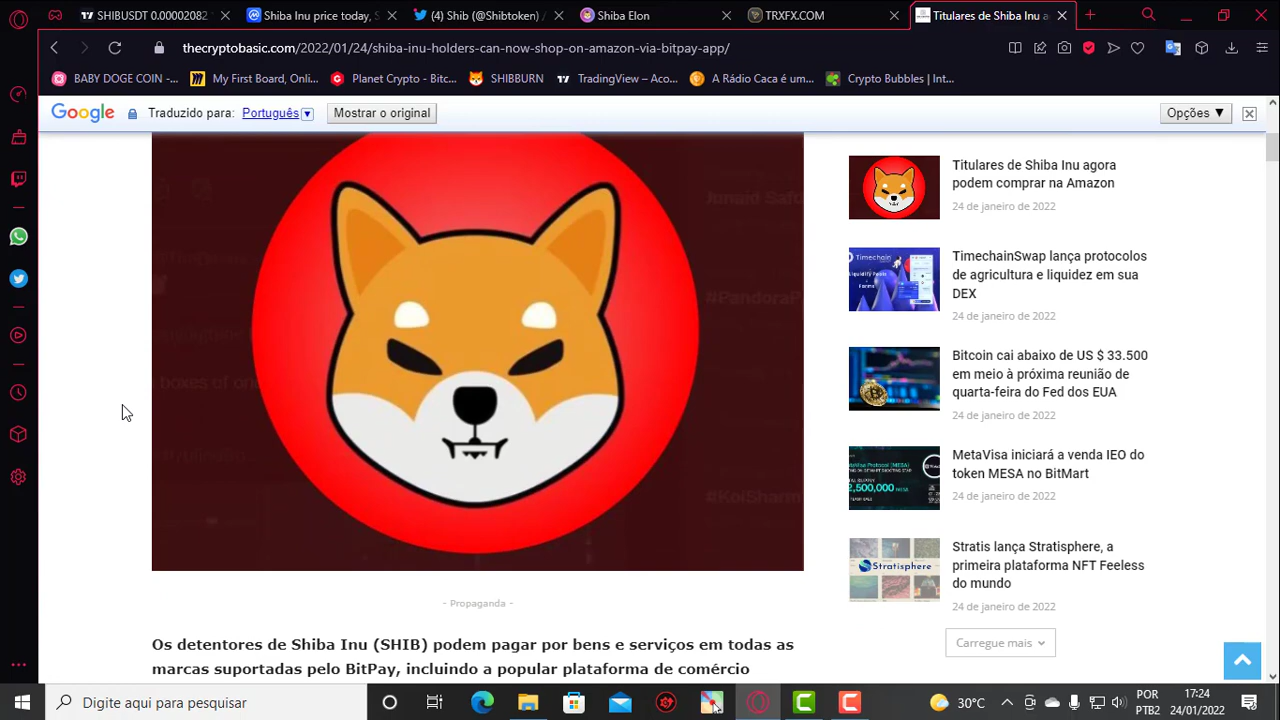 SHIBUSDT 0.00002082
Shiba Inu price today,
(4) Shib (@Shibtoken)
Shiba Elon
TRXFX.COM
Titulares de Shiba Inu a
thecryptobasic.com/2022/01/24/shiba-inu-holders-can-now-shop-on-amazon-via-bitpay-app/
BABY DOGE COIN -...
My First Board, Onli...
Planet Crypto - Bitc...
SHIBBURN
TradingView – Aco...
A Rádio Caca é um...
Crypto Bubbles | Int...
Google
Traduzido para: Português
Mostrar o original
Opções ▼
Titulares de Shiba Inu agora
podem comprar na Amazon
24 de janeiro de 2022
Timechain
TimechainSwap lança protocolos
de agricultura e liquidez em sua
DEX
24 de janeiro de 2022
Bitcoin cai abaixo de US $ 33.500
em meio à próxima reunião de
quarta-feira do Fed dos EUA
24 de janeiro de 2022
2,500,000 MESA
MetaVisa iniciará a venda IEO do
token MESA no BitMart
24 de janeiro de 2022
Stratisphere
Stratis lança Stratisphere, a
primeira plataforma NFT Feeless
do mundo
24 de janeiro de 2022
Carregue mais
- Propaganda -
Os detentores de Shiba Inu (SHIB) podem pagar por bens e serviços em todas as
marcas suportadas pelo BitPay, incluindo a popular plataforma de comércio
Digite aqui para pesquisar
30°C
POR
PTB2
17:24
24/01/2022